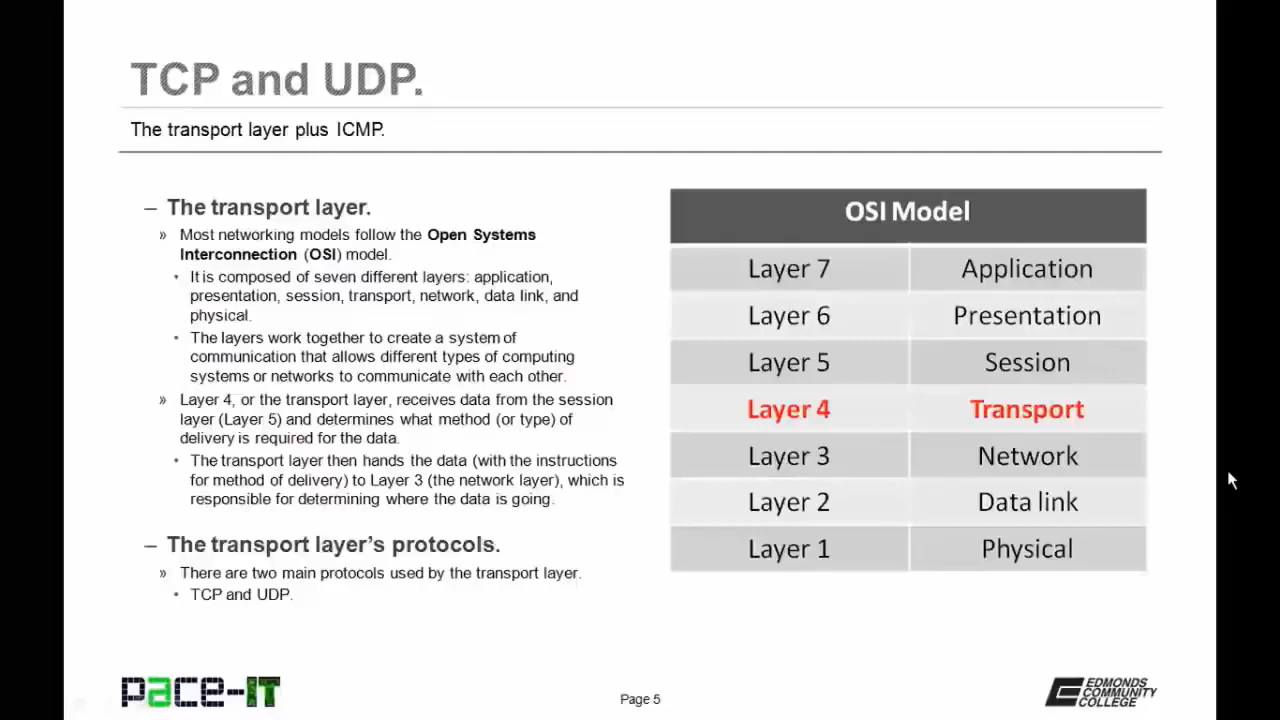 TCP and UDP.
The transport layer plus ICMP.
– The transport layer.
» Most networking models follow the Open Systems
Interconnection (OSI) model.
• It is composed of seven different layers: application,
presentation, session, transport, network, data link, and
physical.
• The layers work together to create a system of
communication that allows different types of computing
systems or networks to communicate with each other.
» Layer 4, or the transport layer, receives data from the session
layer (Layer 5) and determines what method (or type) of
delivery is required for the data.
• The transport layer then hands the data (with the instructions
for method of delivery) to Layer 3 (the network layer), which is
responsible for determining where the data is going.
– The transport layer's protocols.
» There are two main protocols used by the transport layer.
• TCP and UDP.
OSI Model
Layer 7 Application
Layer 6 Presentation
Layer 5 Session
Layer 4 Transport
Layer 3 Network
Layer 2 Data link
Layer 1 Physical
pace-IT
Page 5
EDMONDS
COMMUNITY
COLLEGE